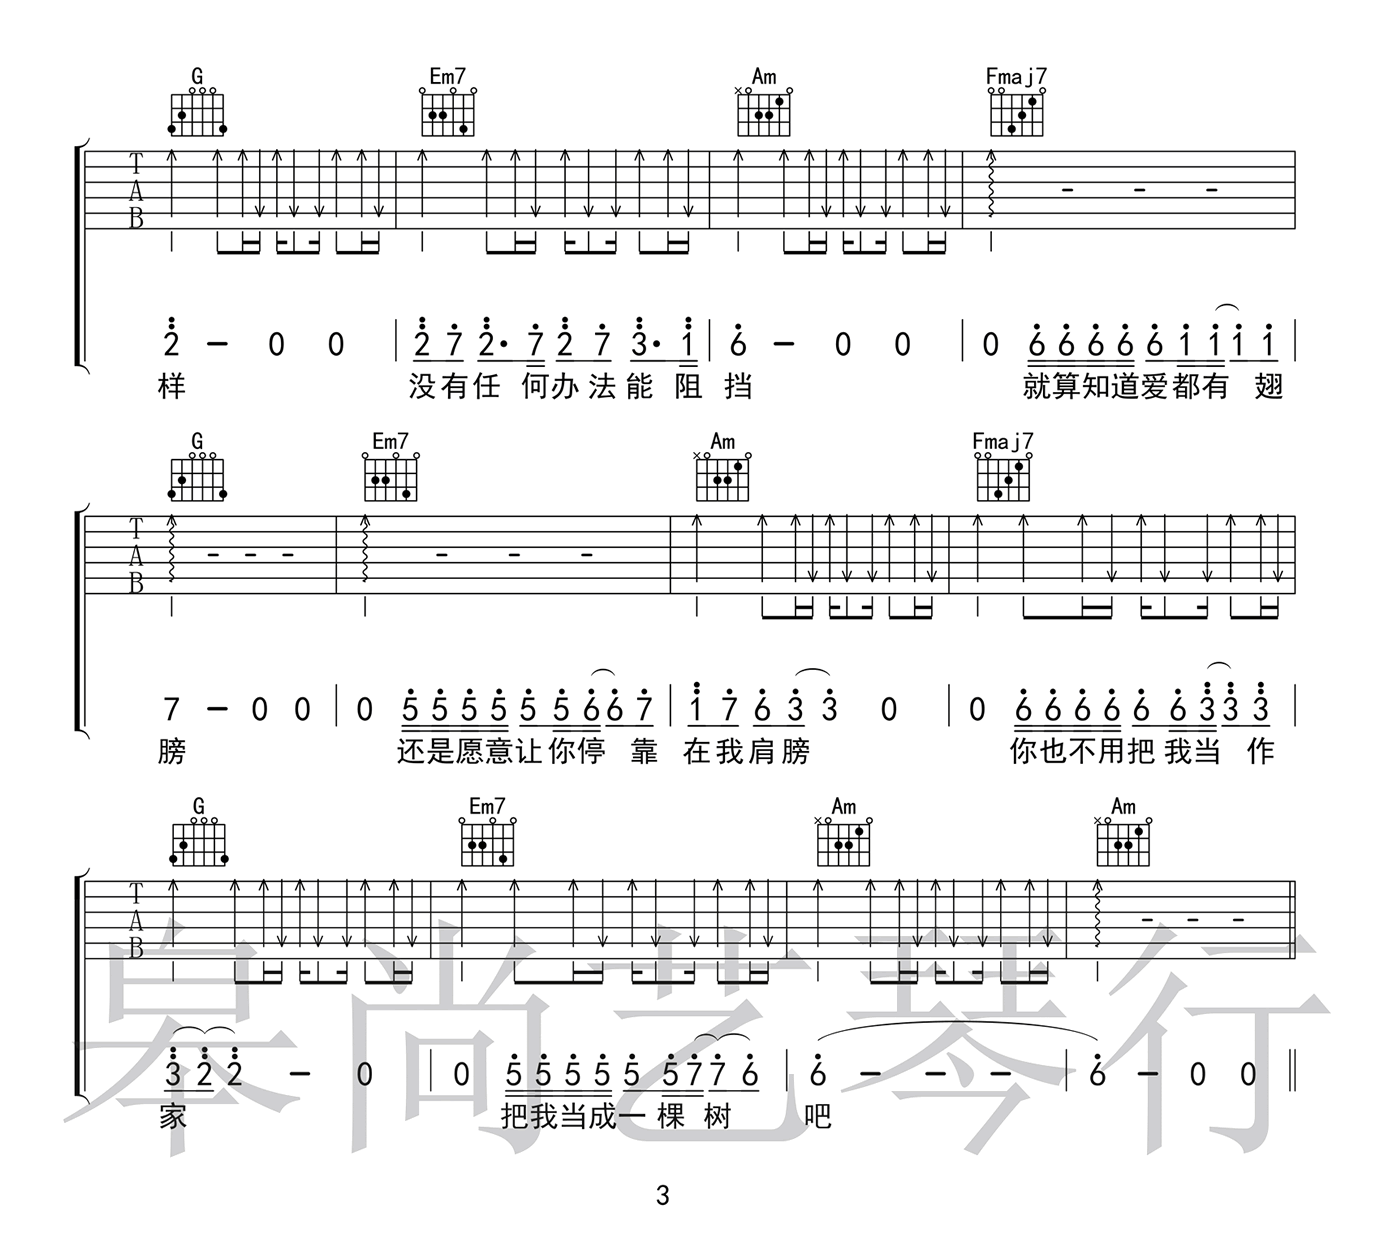 G Em7 Am Fmaj7
T
A
B
2 – 0 0 | 2 7 2· 7 2 7 3· 1 | 6 – 0 0 | 0 6 6 6 6 6 1 1 1 1 |
样 没有任 何办法能 阻 挡 就算知道爱都有 翅
G Em7 Am Fmaj7
T
A
B
7 – 0 0 | 0 5 5 5 5 5 5 6 6 7 | 1 7 6 3 3 0 | 0 6 6 6 6 6 6 3 3 3 |
膀 还是愿意让你停 靠 在我肩膀 你也不用把我当 作
G Em7 Am Am
T
A
B
3 2 2 – 0 | 0 5 5 5 5 5 5 7 7 6 | 6 – – – | 6 – 0 0 ||
家 把我当成一棵 树 吧
皋尚艺琴行
3